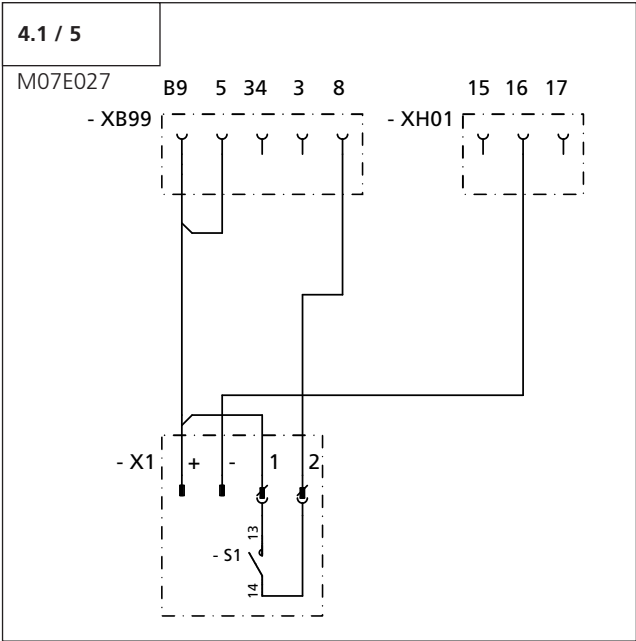 4.1 / 5
M07E027
B9 5 34 3 8 15 16 17
- XB99 - XH01
- X1 + - 1 2
13
- S1
14